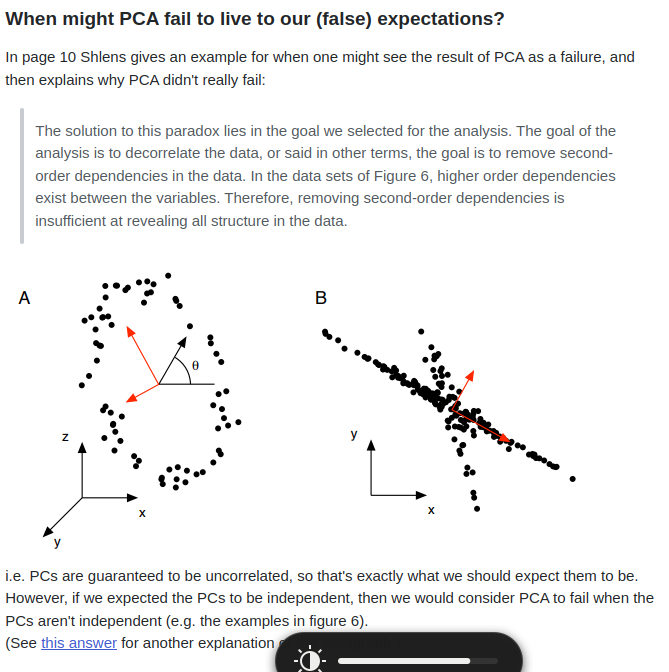 When might PCA fail to live to our (false) expectations?
In page 10 Shlens gives an example for when one might see the result of PCA as a failure, and
then explains why PCA didn't really fail:
The solution to this paradox lies in the goal we selected for the analysis. The goal of the
analysis is to decorrelate the data, or said in other terms, the goal is to remove second-
order dependencies in the data. In the data sets of Figure 6, higher order dependencies
exist between the variables. Therefore, removing second-order dependencies is
insufficient at revealing all structure in the data.
A
B
θ
z
x
y
y
x
i.e. PCs are guaranteed to be uncorrelated, so that's exactly what we should expect them to be.
However, if we expected the PCs to be independent, then we would consider PCA to fail when the
PCs aren't independent (e.g. the examples in figure 6).
(See this answer for another explanation